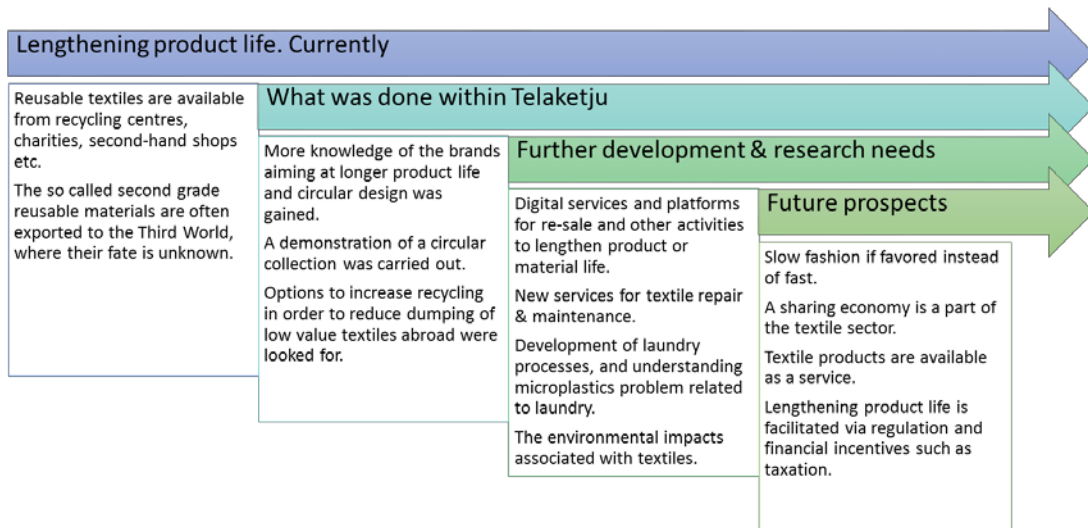 Lengthening product life. Currently
Reusable textiles are available
from recycling centres,
charities, second-hand shops
etc.
The so called second grade
reusable materials are often
exported to the Third World,
where their fate is unknown.
What was done within Telaketju
More knowledge of the brands
aiming at longer product life
and circular design was
gained.
A demonstration of a circular
collection was carried out.
Options to increase recycling
in order to reduce dumping of
low value textiles abroad were
looked for.
Further development & research needs
Digital services and platforms
for re-sale and other activities
to lengthen product or
material life.
New services for textile repair
& maintenance.
Development of laundry
processes, and understanding
microplastics problem related
to laundry.
The environmental impacts
associated with textiles.
Future prospects
Slow fashion if favored instead
of fast.
A sharing economy is a part of
the textile sector.
Textile products are available
as a service.
Lengthening product life is
facilitated via regulation and
financial incentives such as
taxation.